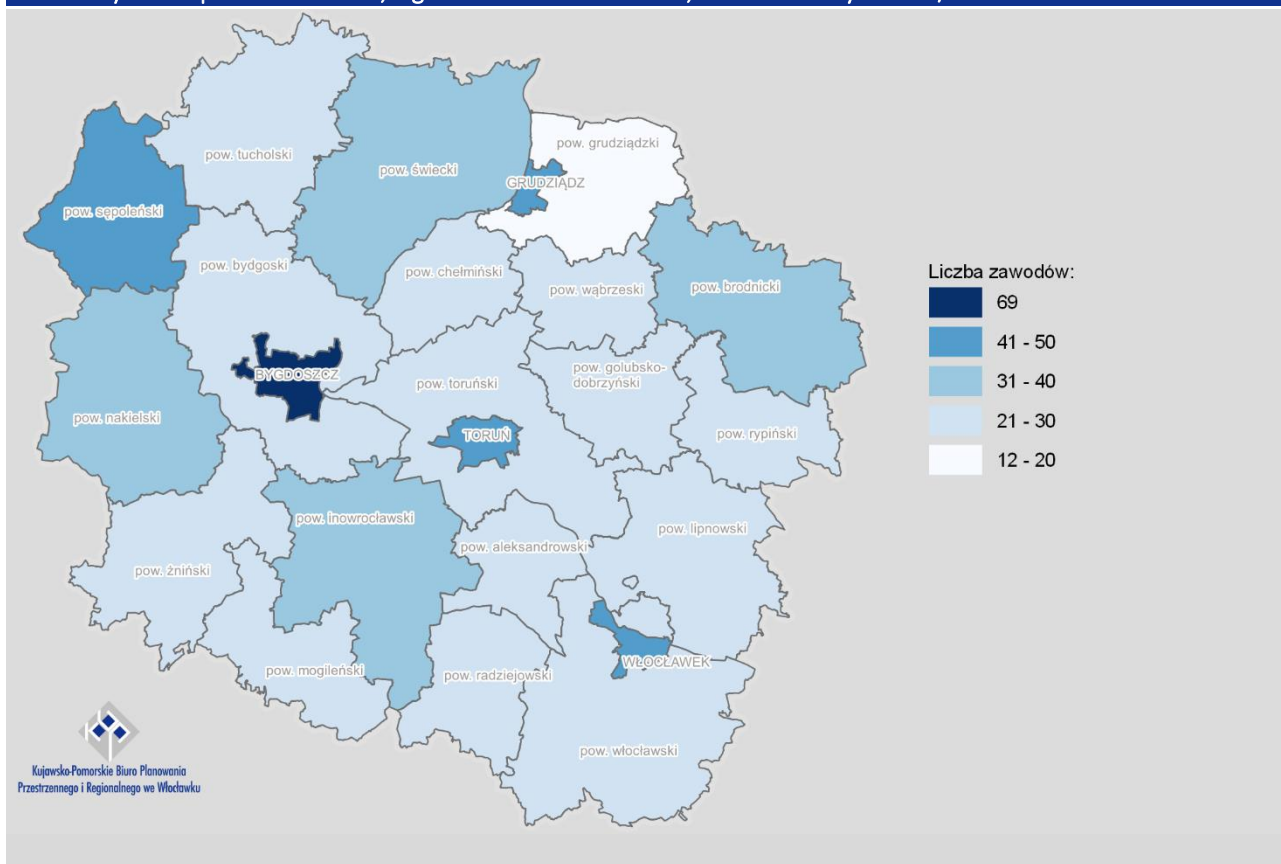 pow. tucholski
pow. świecki
pow. grudziądzki
GRUDZIĄDZ
pow. sępoleński
pow. bydgoski
pow. chełmiński
pow. wąbrzeski
pow. brodnicki
Liczba zawodów:
69
41 - 50
31 - 40
21 - 30
12 - 20
BYDGOSZCZ
pow. toruński
pow. golubsko-
dobrzyński
pow. nakielski
TORUŃ
pow. rypiński
pow. inowrocławski
pow. lipnowski
pow. aleksandrowski
pow. żniński
WŁOCŁAWEK
pow. mogileński
pow. radziejowski
pow. włocławski
Kujawsko-Pomorskie Biuro Planowania
Przestrzennego i Regionalnego we Włocławku